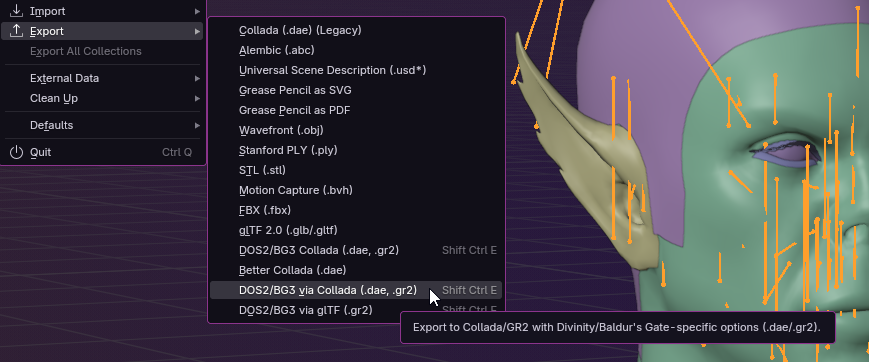 Import
Export
Export All Collections
External Data
Clean Up
Defaults
Quit Ctrl Q
Collada (.dae) (Legacy)
Alembic (.abc)
Universal Scene Description (.usd*)
Grease Pencil as SVG
Grease Pencil as PDF
Wavefront (.obj)
Stanford PLY (.ply)
STL (.stl)
Motion Capture (.bvh)
FBX (.fbx)
glTF 2.0 (.glb/.gltf)
DOS2/BG3 Collada (.dae, .gr2) Shift Ctrl E
Better Collada (.dae)
DOS2/BG3 via Collada (.dae, .gr2) Shift Ctrl E
DOS2/BG3 via glTF (.gr2) Shift Ctrl E
Export to Collada/GR2 with Divinity/Baldur's Gate-specific options (.dae/.gr2).